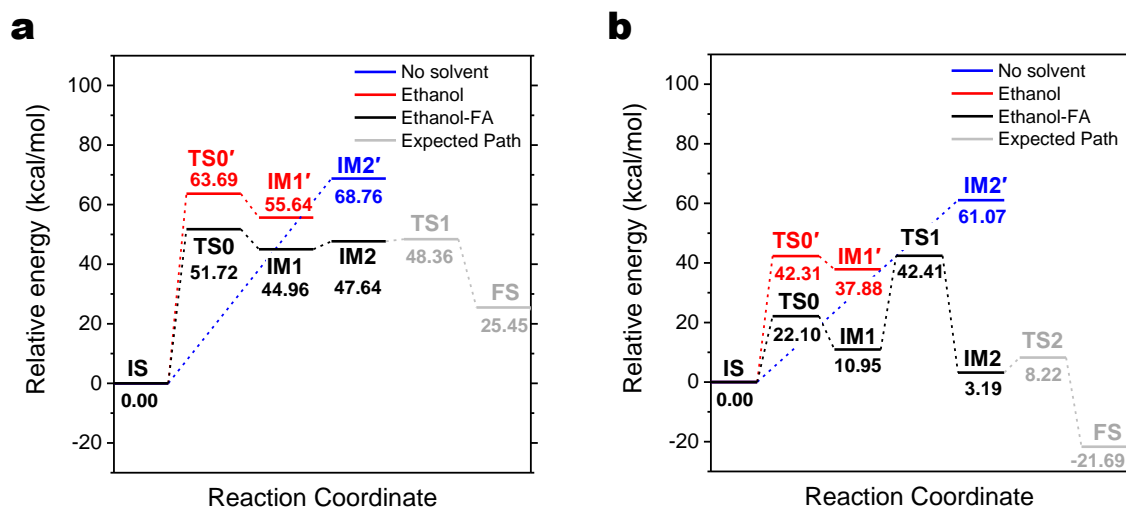 a
Relative energy (kcal/mol)
100
80
60
40
20
0
-20
No solvent
Ethanol
Ethanol-FA
Expected Path
TS0′
63.69
IM1′
55.64
IM2′
68.76
TS0
51.72
IM1
44.96
IM2
47.64
TS1
48.36
FS
25.45
IS
0.00
Reaction Coordinate
b
Relative energy (kcal/mol)
100
80
60
40
20
0
-20
No solvent
Ethanol
Ethanol-FA
Expected Path
IM2′
61.07
TS0′
42.31
IM1′
37.88
TS1
42.41
TS0
22.10
IM1
10.95
IM2
3.19
TS2
8.22
FS
-21.69
IS
0.00
Reaction Coordinate